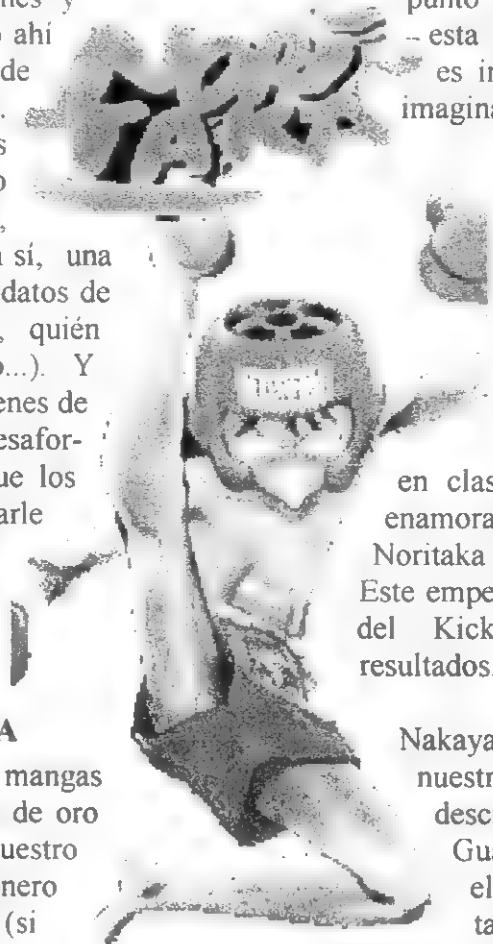 nes y
ahí
de
.
s
o
,
sí, una
datos de
, quién
o...). Y
enes de
esafor-
ue los
arle
A
mangas
de oro
uestro
nero
(si
punto
– esta
es in
imagina
en clas
enamora
Noritaka
Este empe
del Kick
resultados.
Nakaya
nuestr
desc
Gua
el
ta